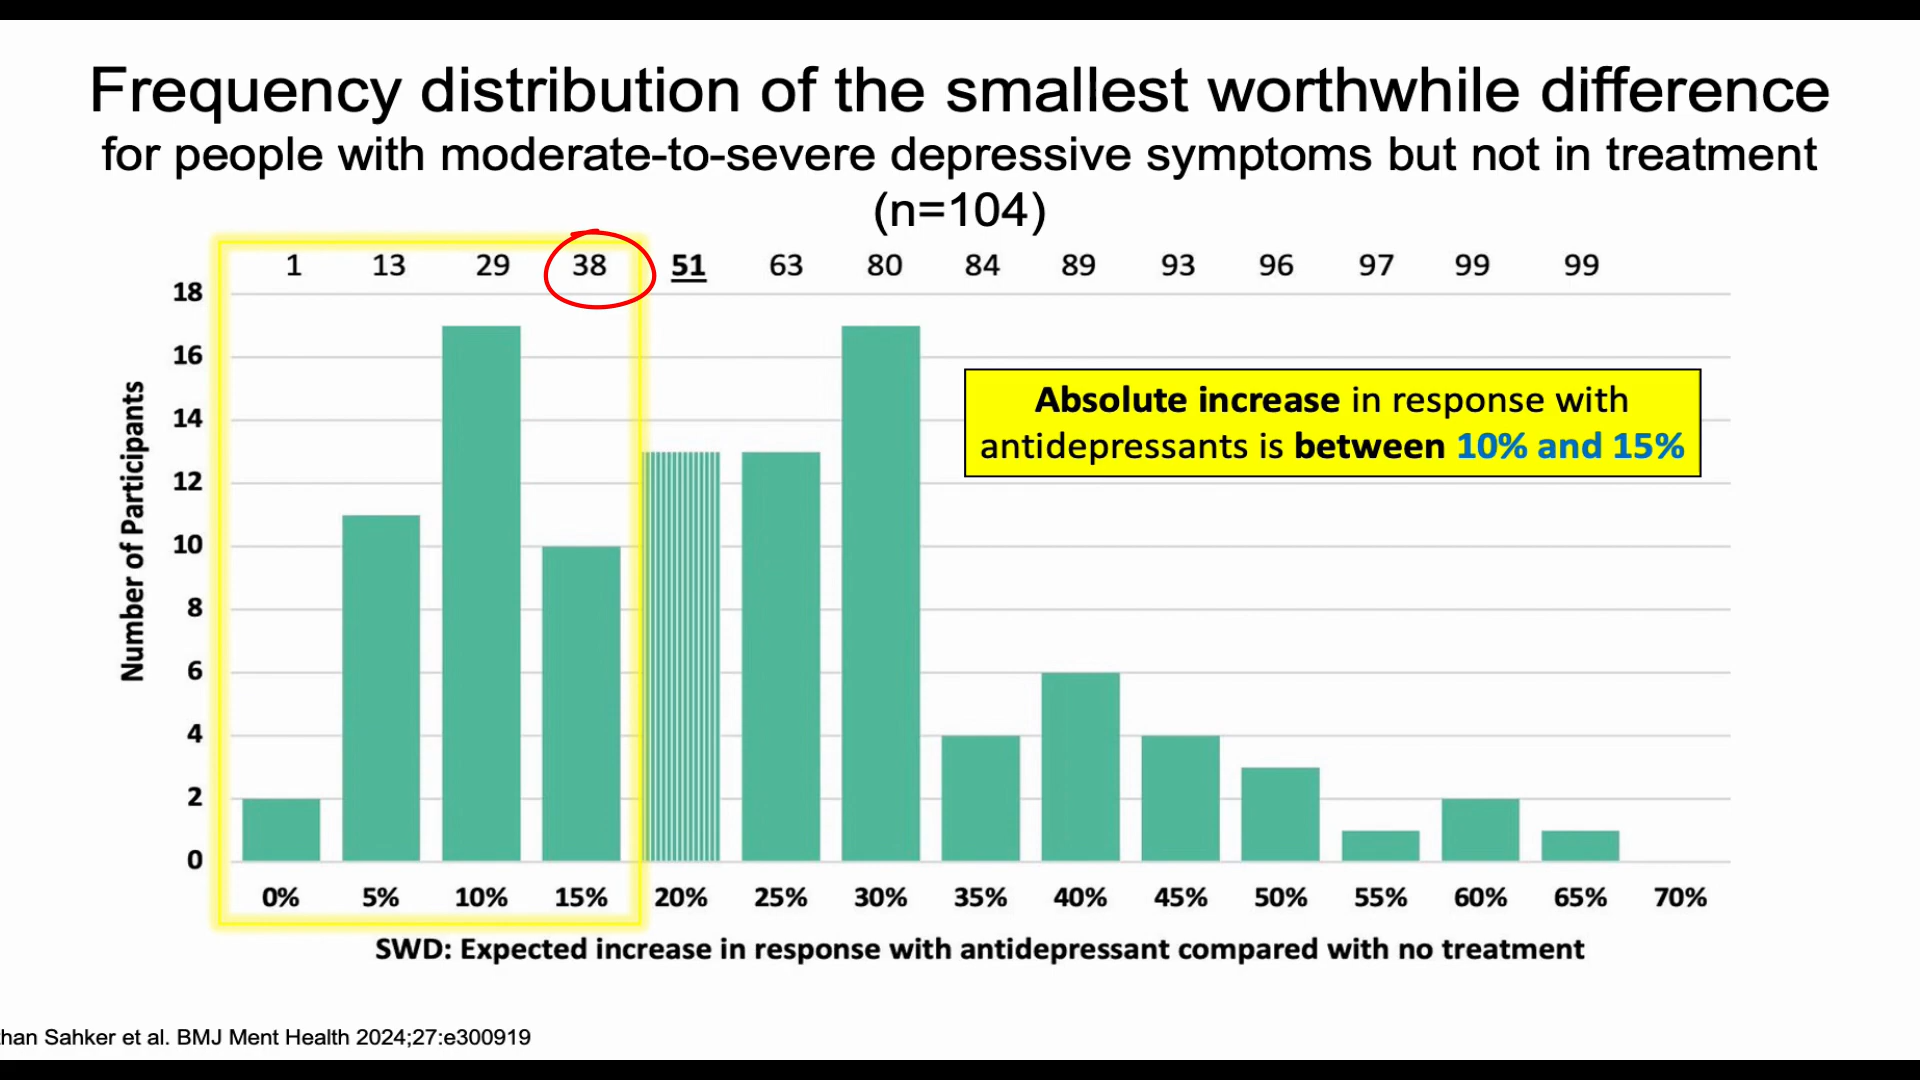 Frequency distribution of the smallest worthwhile difference
for people with moderate-to-severe depressive symptoms but not in treatment
(n=104)
1 13 29 38 51 63 80 84 89 93 96 97 99 99
18
16
14
12
10
8
6
4
2
0
Number of Participants
Absolute increase in response with
antidepressants is between 10% and 15%
0% 5% 10% 15% 20% 25% 30% 35% 40% 45% 50% 55% 60% 65% 70%
SWD: Expected increase in response with antidepressant compared with no treatment
Sahker et al. BMJ Ment Health 2024;27:e300919